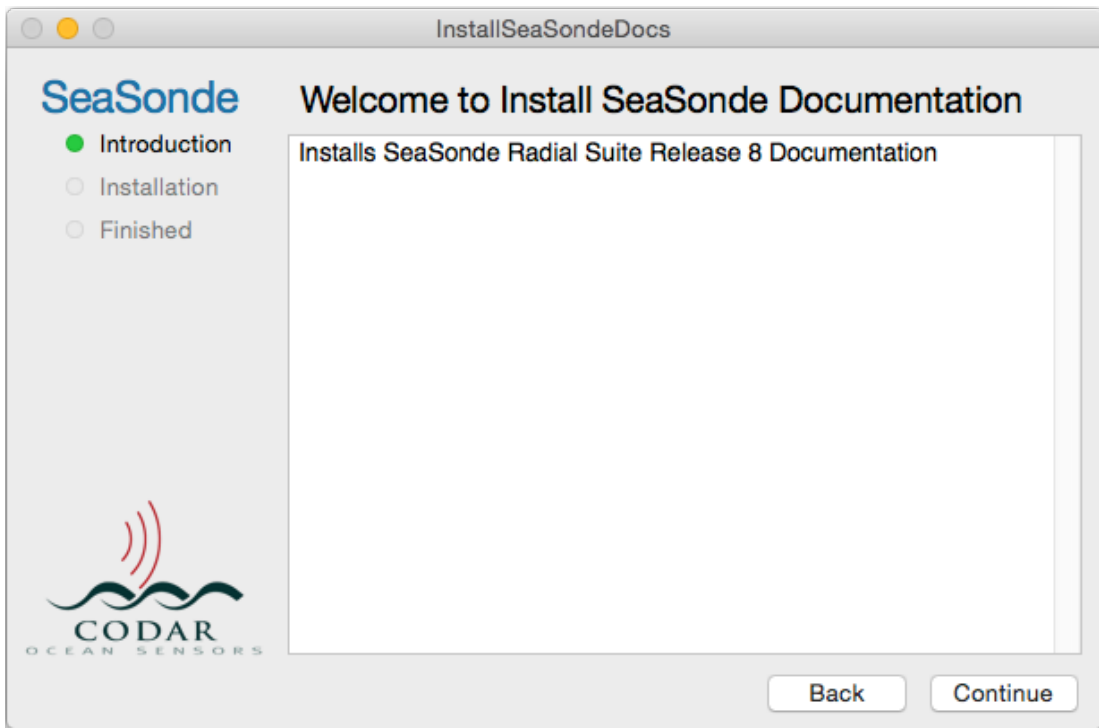 InstallSeaSondeDocs
SeaSonde
Introduction
Installation
Finished
Welcome to Install SeaSonde Documentation
Installs SeaSonde Radial Suite Release 8 Documentation
CODAR
OCEAN SENSORS
Back
Continue